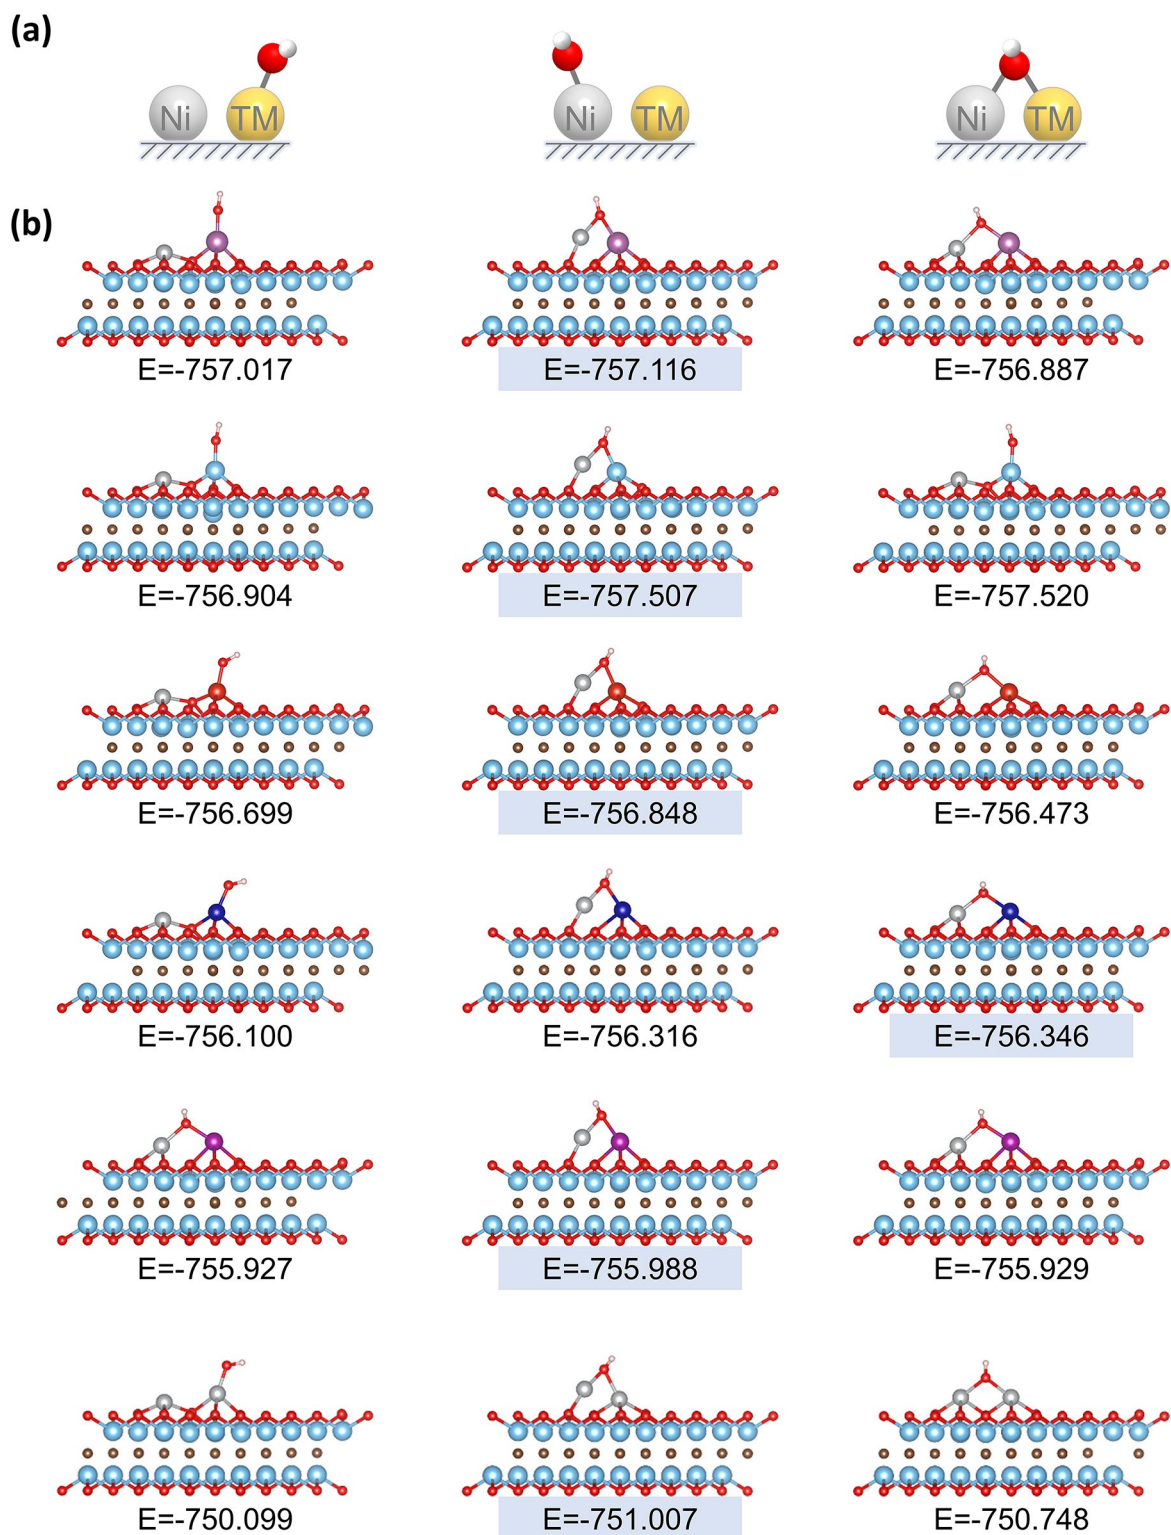 (a)
Ni TM Ni TM Ni TM
(b)
E=-757.017 E=-757.116 E=-756.887
E=-756.904 E=-757.507 E=-757.520
E=-756.699 E=-756.848 E=-756.473
E=-756.100 E=-756.316 E=-756.346
E=-755.927 E=-755.988 E=-755.929
E=-750.099 E=-751.007 E=-750.748